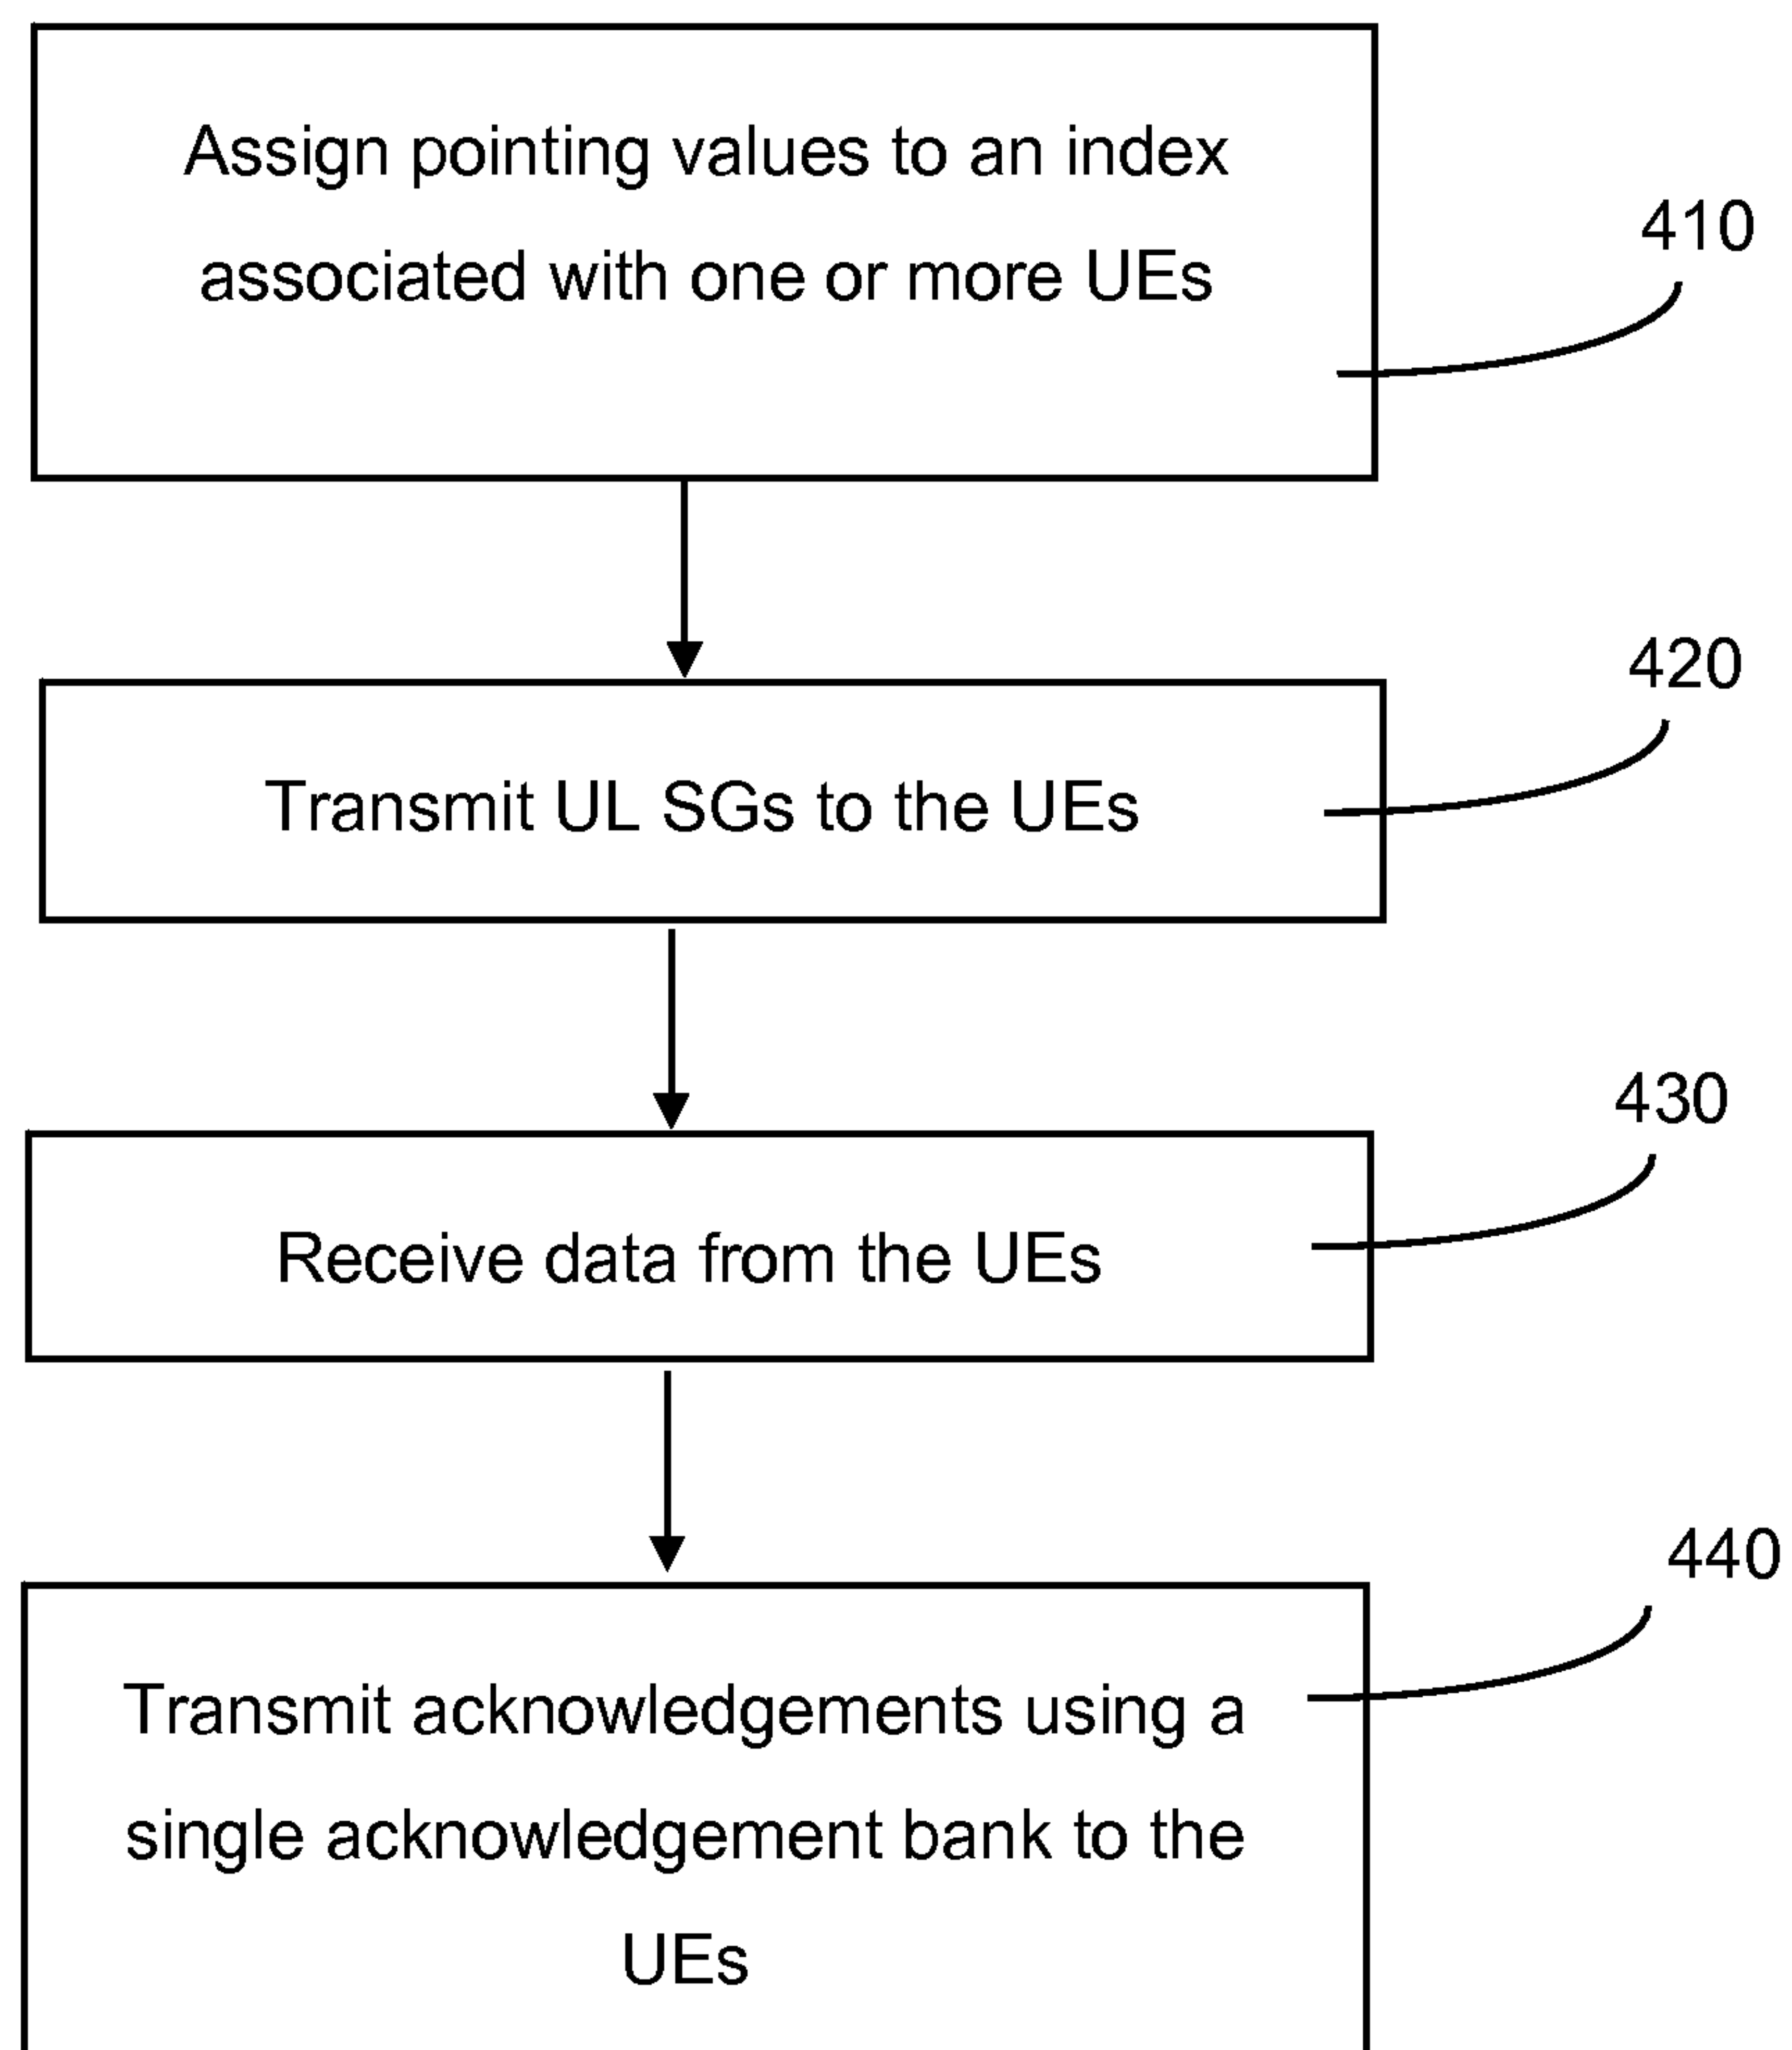 Assign pointing values to an index
associated with one or more UEs
410
Transmit UL SGs to the UEs
420
Receive data from the UEs
430
Transmit acknowledgements using a
single acknowledgement bank to the
UEs
440